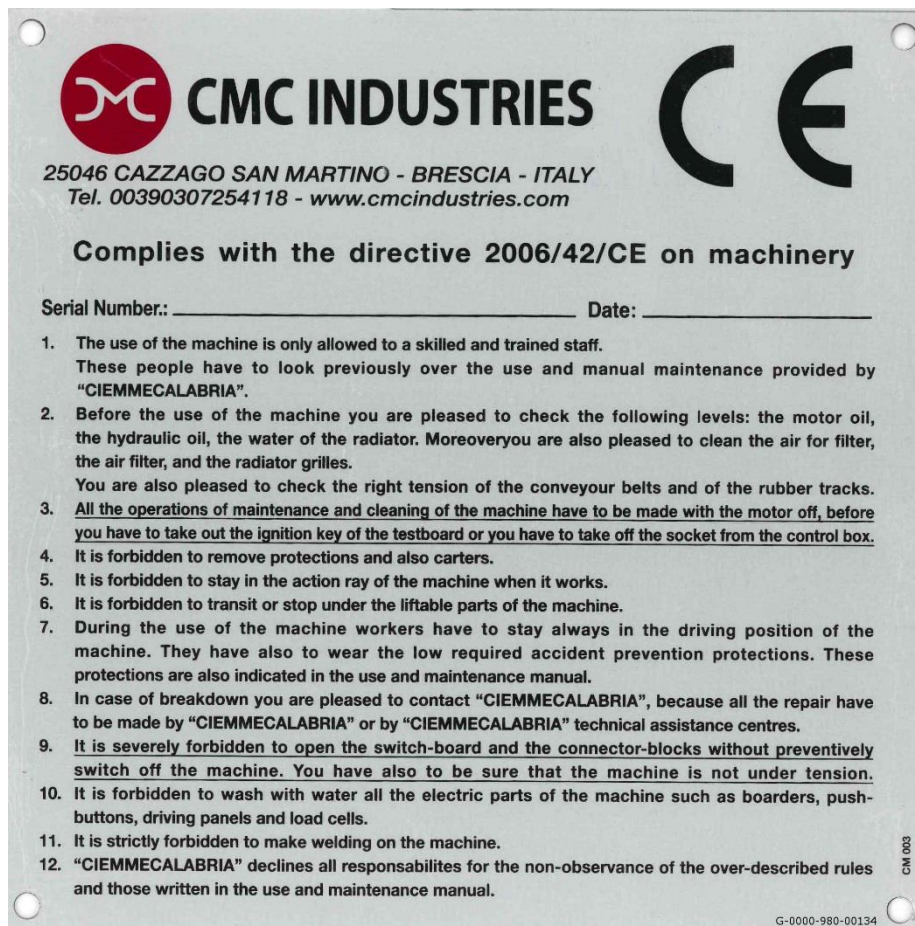 CMC INDUSTRIES
CE
25046 CAZZAGO SAN MARTINO - BRESCIA - ITALY
Tel. 00390307254118 - www.cmcindustries.com
Complies with the directive 2006/42/CE on machinery
Serial Number.: Date:
1. The use of the machine is only allowed to a skilled and trained staff.
These people have to look previously over the use and manual maintenance provided by
“CIEMMECALABRIA”.
2. Before the use of the machine you are pleased to check the following levels: the motor oil,
the hydraulic oil, the water of the radiator. Moreoveryou are also pleased to clean the air for filter,
the air filter, and the radiator grilles.
You are also pleased to check the right tension of the conveyour belts and of the rubber tracks.
3. All the operations of maintenance and cleaning of the machine have to be made with the motor off, before
you have to take out the ignition key of the testboard or you have to take off the socket from the control box.
4. It is forbidden to remove protections and also carters.
5. It is forbidden to stay in the action ray of the machine when it works.
6. It is forbidden to transit or stop under the liftable parts of the machine.
7. During the use of the machine workers have to stay always in the driving position of the
machine. They have also to wear the low required accident prevention protections. These
protections are also indicated in the use and maintenance manual.
8. In case of breakdown you are pleased to contact “CIEMMECALABRIA”, because all the repair have
to be made by “CIEMMECALABRIA” or by “CIEMMECALABRIA” technical assistance centres.
9. It is severely forbidden to open the switch-board and the connector-blocks without preventively
switch off the machine. You have also to be sure that the machine is not under tension.
10. It is forbidden to wash with water all the electric parts of the machine such as boarders, push-
buttons, driving panels and load cells.
11. It is strictly forbidden to make welding on the machine.
12. “CIEMMECALABRIA” declines all responsabilites for the non-observance of the over-described rules
and those written in the use and maintenance manual.
CM 003
G-0000-980-00134